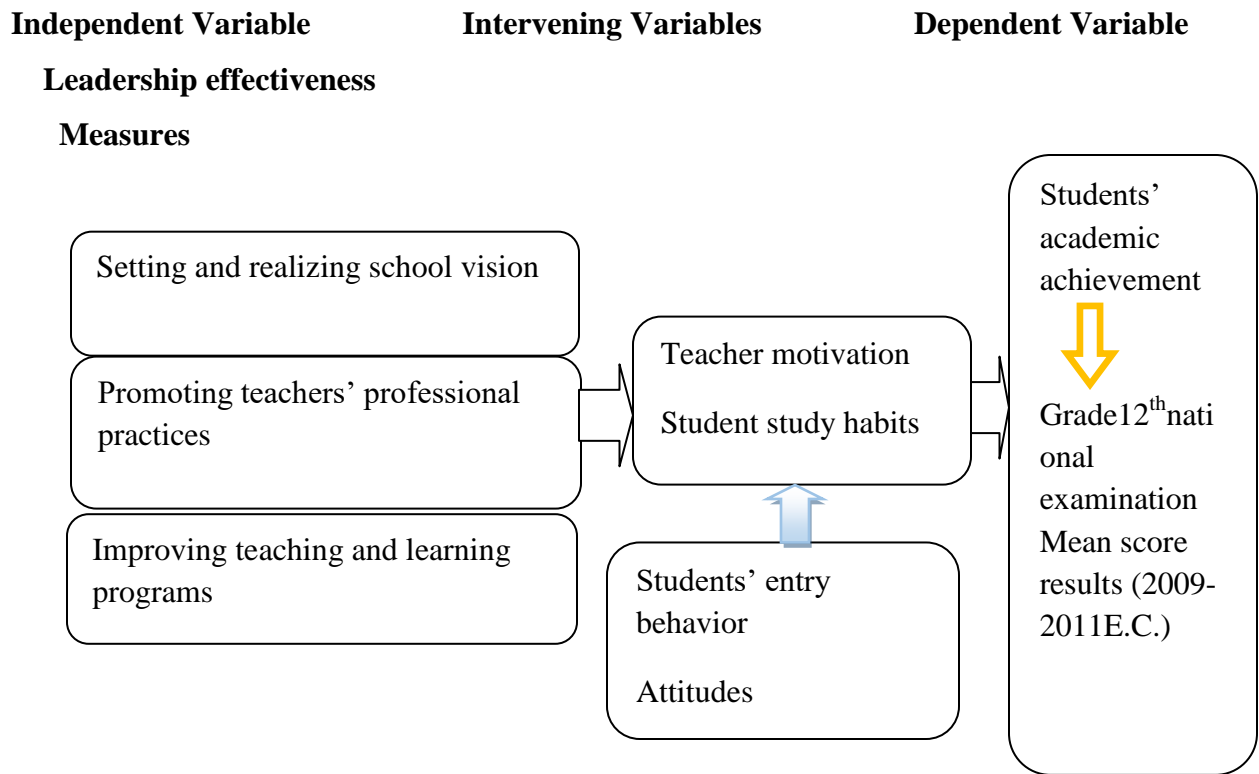 Independent Variable Intervening Variables Dependent Variable
Leadership effectiveness
Measures
Setting and realizing school vision
Promoting teachers’ professional
practices
Improving teaching and learning
programs
Teacher motivation
Student study habits
Students’ entry
behavior
Attitudes
Students’
academic
achievement
Grade12thnati
onal
examination
Mean score
results (2009-
2011E.C.)